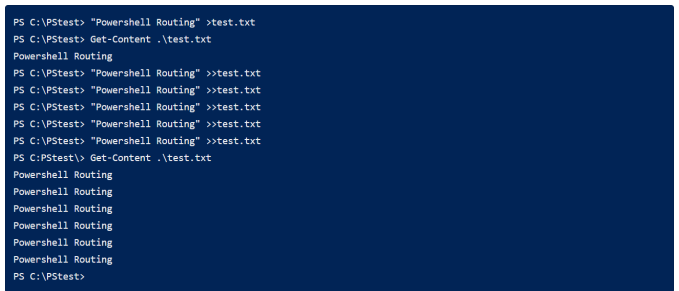 PS C:\PStest> "Powershell Routing" >test.txt
PS C:\PStest> Get-Content .\test.txt
Powershell Routing
PS C:\PStest> "Powershell Routing" >>test.txt
PS C:\PStest> "Powershell Routing" >>test.txt
PS C:\PStest> "Powershell Routing" >>test.txt
PS C:\PStest> "Powershell Routing" >>test.txt
PS C:\PStest> "Powershell Routing" >>test.txt
PS C:PStest\> Get-Content .\test.txt
Powershell Routing
Powershell Routing
Powershell Routing
Powershell Routing
Powershell Routing
Powershell Routing
PS C:\PStest>